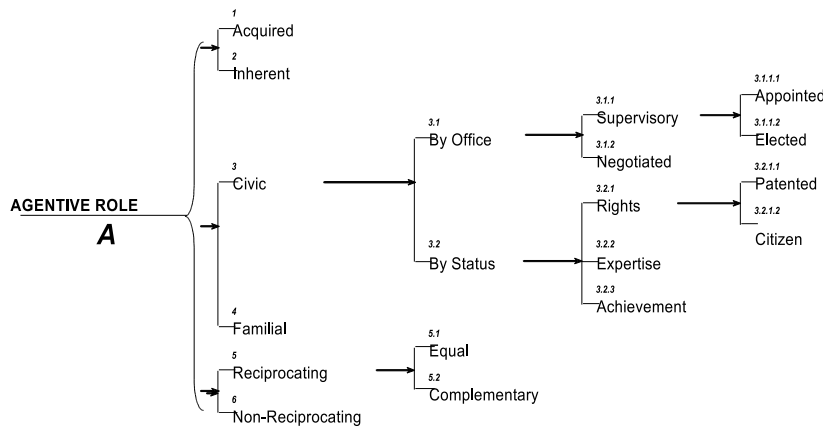 1
Acquired
2
Inherent
3.1.1.1
3.1.1
Appointed
Supervisory
3.1
3.1.1.2
By Office
Elected
3.1.2
Negotiated
3
3.2.1.1
Civic
Patented
3.2.1
AGENTIVE ROLE
Rights
3.2.1.2
A
Citizen
3.2
3.2.2
By Status
Expertise
3.2.3
Achievement
4
Familial
5.1
Equal
5
Reciprocating
5.2
Complementary
6
Non-Reciprocating